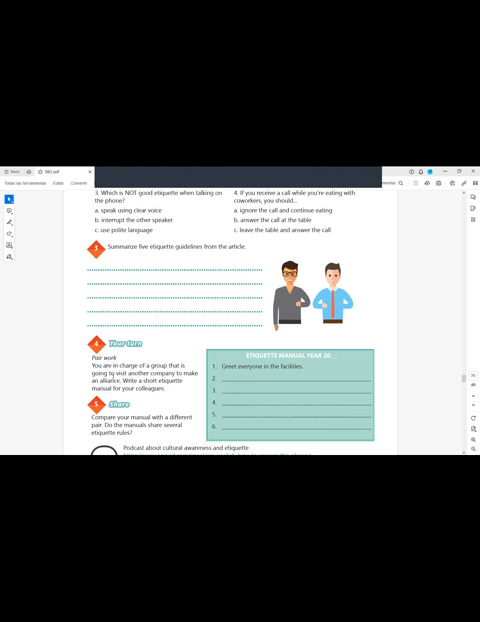 Menú
M3.pdf
Todas las herramientas
Editar
Convertir
3. Which is NOT good etiquette when talking on
the phone?
a. speak using clear voice
b. interrupt the other speaker
c. use polite language
4. If you receive a call while you're eating with
coworkers, you should...
a. ignore the call and continue eating
b. answer the call at the table
c. leave the table and answer the call
3. Summarize five etiquette guidelines from the article.
4. Your turn
Pair work
You are in charge of a group that is
going to visit another company to make
an alliance. Write a short etiquette
manual for your colleagues.
ETIQUETTE MANUAL YEAR 20__
1. Greet everyone in the facilities.
2.
3.
4.
5.
6.
5. Share
Compare your manual with a different
pair. Do the manuals share several
etiquette rules?
Podcast about cultural awareness and etiquette